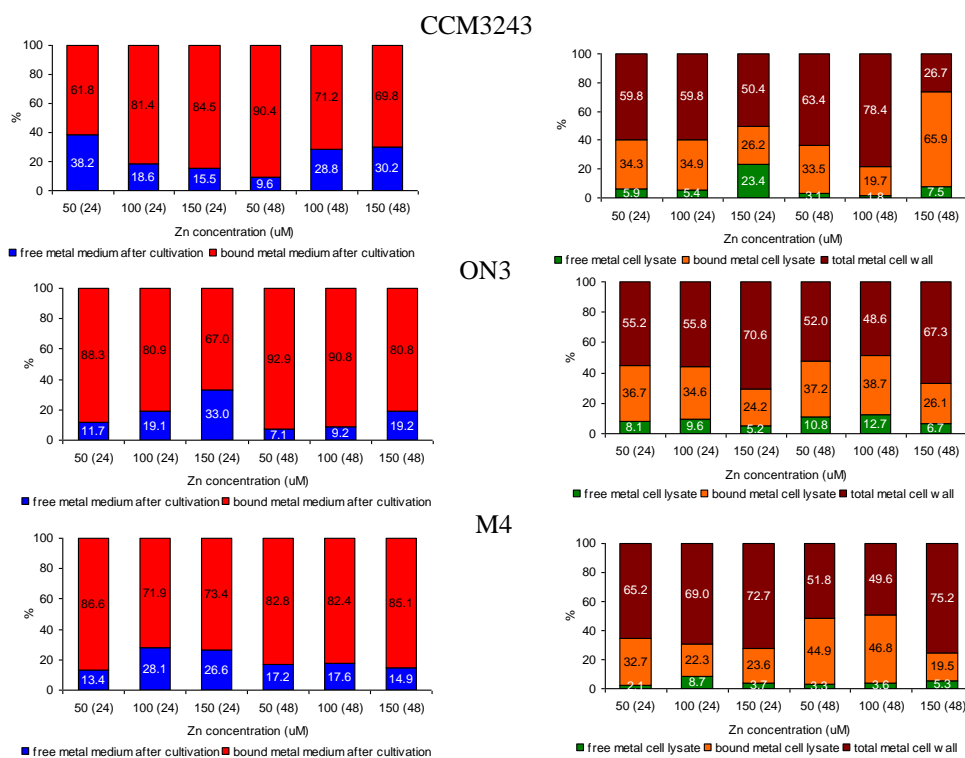 CCM3243
100
80
60
40
20
0
%
61.8 81.4 84.5 90.4 71.2 69.8
38.2 18.6 15.5 9.6 28.8 30.2
50 (24) 100 (24) 150 (24) 50 (48) 100 (48) 150 (48)
Zn concentration (uM)
free metal medium after cultivation bound metal medium after cultivation
100
80
60
40
20
0
%
59.8 59.8 50.4 63.4 78.4 26.7
34.3 34.9 26.2 33.5 19.7 65.9
5.9 5.4 23.4 3.1 1.8 7.5
50 (24) 100 (24) 150 (24) 50 (48) 100 (48) 150 (48)
Zn concentration (uM)
free metal cell lysate bound metal cell lysate total metal cell wall
ON3
100
80
60
40
20
0
%
88.3 80.9 67.0 92.9 90.8 80.8
11.7 19.1 33.0 7.1 9.2 19.2
50 (24) 100 (24) 150 (24) 50 (48) 100 (48) 150 (48)
Zn concentration (uM)
free metal medium after cultivation bound metal medium after cultivation
100
80
60
40
20
0
%
55.2 55.8 70.6 52.0 48.6 67.3
36.7 34.6 24.2 37.2 38.7 26.1
8.1 9.6 5.2 10.8 12.7 6.7
50 (24) 100 (24) 150 (24) 50 (48) 100 (48) 150 (48)
Zn concentration (uM)
free metal cell lysate bound metal cell lysate total metal cell wall
M4
100
80
60
40
20
0
%
86.6 71.9 73.4 82.8 82.4 85.1
13.4 28.1 26.6 17.2 17.6 14.9
50 (24) 100 (24) 150 (24) 50 (48) 100 (48) 150 (48)
Zn concentration (uM)
free metal medium after cultivation bound metal medium after cultivation
100
80
60
40
20
0
%
65.2 69.0 72.7 51.8 49.6 75.2
32.7 22.3 23.6 44.9 46.8 19.5
2.1 8.7 3.7 3.3 3.6 5.3
50 (24) 100 (24) 150 (24) 50 (48) 100 (48) 150 (48)
Zn concentration (uM)
free metal cell lysate bound metal cell lysate total metal cell wall